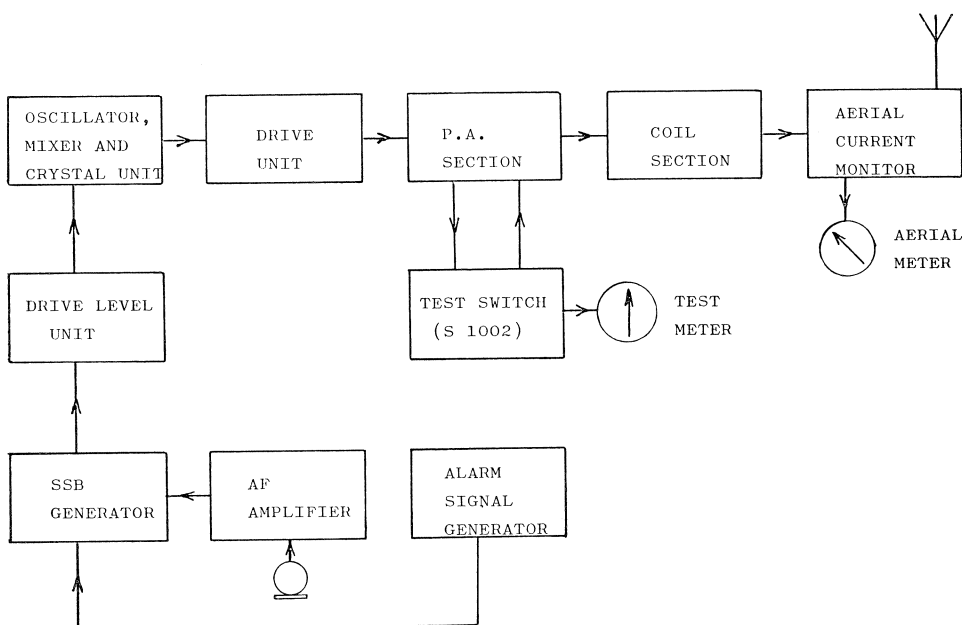 OSCILLATOR,
MIXER AND
CRYSTAL UNIT
DRIVE
UNIT
P.A.
SECTION
COIL
SECTION
AERIAL
CURRENT
MONITOR
AERIAL
METER
DRIVE LEVEL
UNIT
TEST SWITCH
(S 1002)
TEST
METER
SSB
GENERATOR
AF
AMPLIFIER
ALARM
SIGNAL
GENERATOR